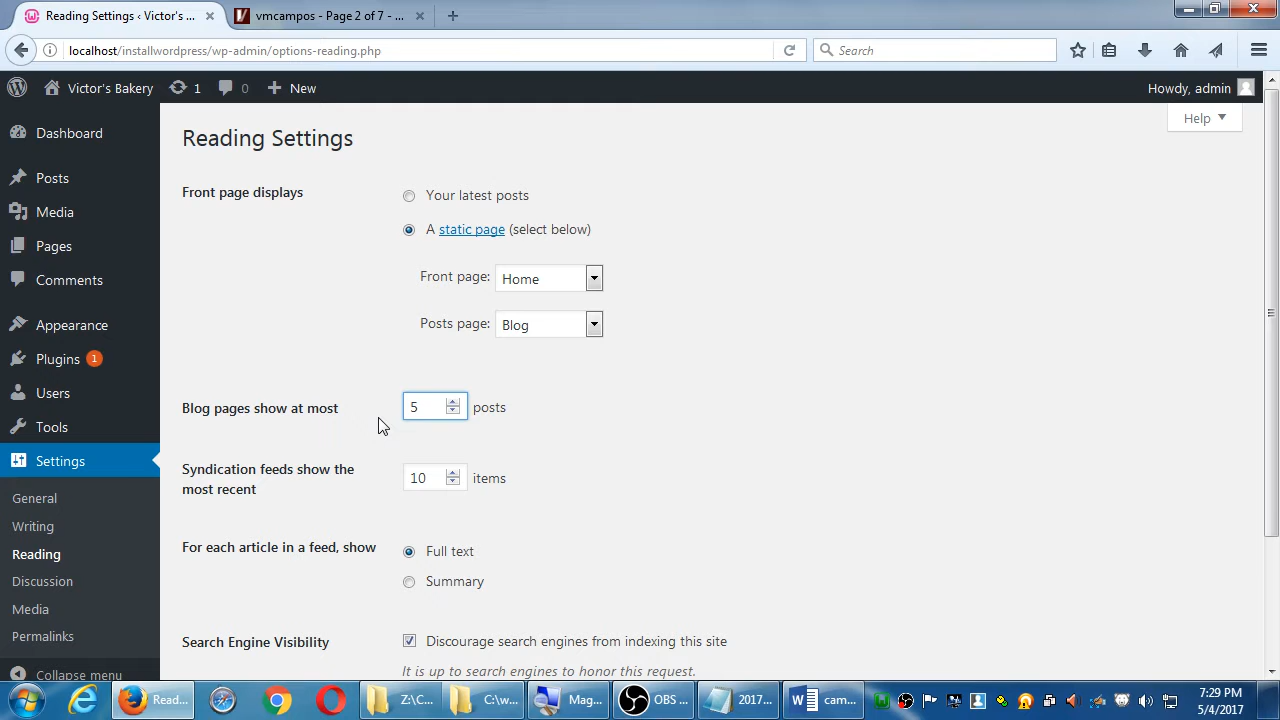 Reading Settings ‹ Victor's ...
vmcampos - Page 2 of 7 - ...
localhost/installwordpress/wp-admin/options-reading.php
Search
Victor's Bakery
1
0
New
Howdy, admin
Help
Dashboard
Posts
Media
Pages
Comments
Appearance
Plugins 1
Users
Tools
Settings
General
Writing
Reading
Discussion
Media
Permalinks
Collapse menu
Reading Settings
Front page displays
Your latest posts
A static page (select below)
Front page: Home
Posts page: Blog
Blog pages show at most 5 posts
Syndication feeds show the
most recent
10 items
For each article in a feed, show
Full text
Summary
Search Engine Visibility
Discourage search engines from indexing this site
It is up to search engines to honor this request.
Read...
Z:\C...
C:\w...
Mag...
OBS ...
2017...
cam...
7:29 PM
5/4/2017